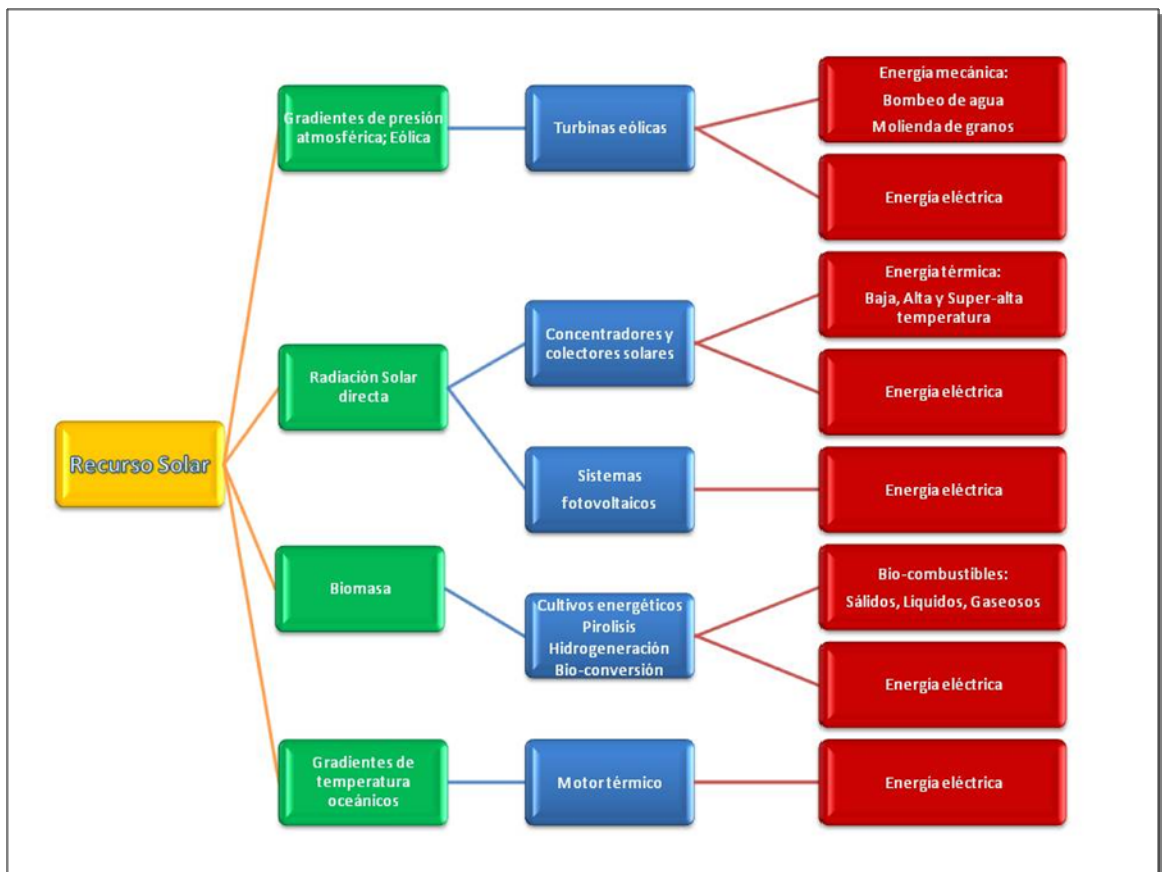 Recurso Solar
Gradientes de presión
atmosférica; Eólica
Turbinas eólicas
Energía mecánica:
Bombeo de agua
Molienda de granos
Energía eléctrica
Radiación Solar
directa
Concentradores y
colectores solares
Energía térmica:
Baja, Alta y Super-alta
temperatura
Energía eléctrica
Sistemas
fotovoltaicos
Energía eléctrica
Biomasa
Cultivos energéticos
Pirolisis
Hidrogeneración
Bio-conversión
Bio-combustibles:
Sálidos, Liquídos, Gaseosos
Energía eléctrica
Gradientes de
temperatura
oceánicos
Motor térmico
Energía eléctrica